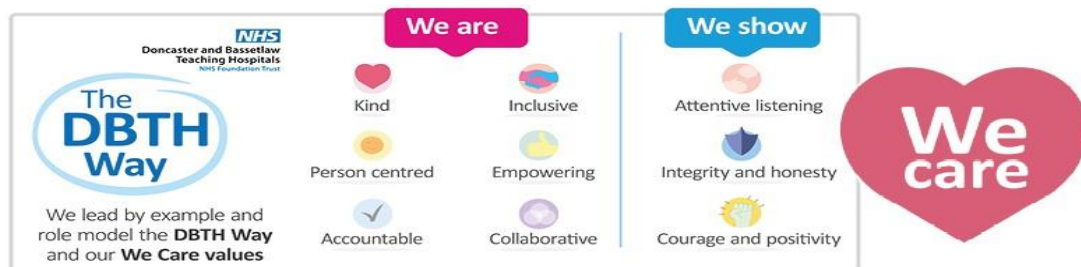 NHS
Doncaster and Bassetlaw
Teaching Hospitals
NHS Foundation Trust
The
DBTH
Way
We lead by example and
role model the DBTH Way
and our We Care values
We are
Kind
Inclusive
Person centred
Empowering
Accountable
Collaborative
We show
Attentive listening
Integrity and honesty
Courage and positivity
We
care